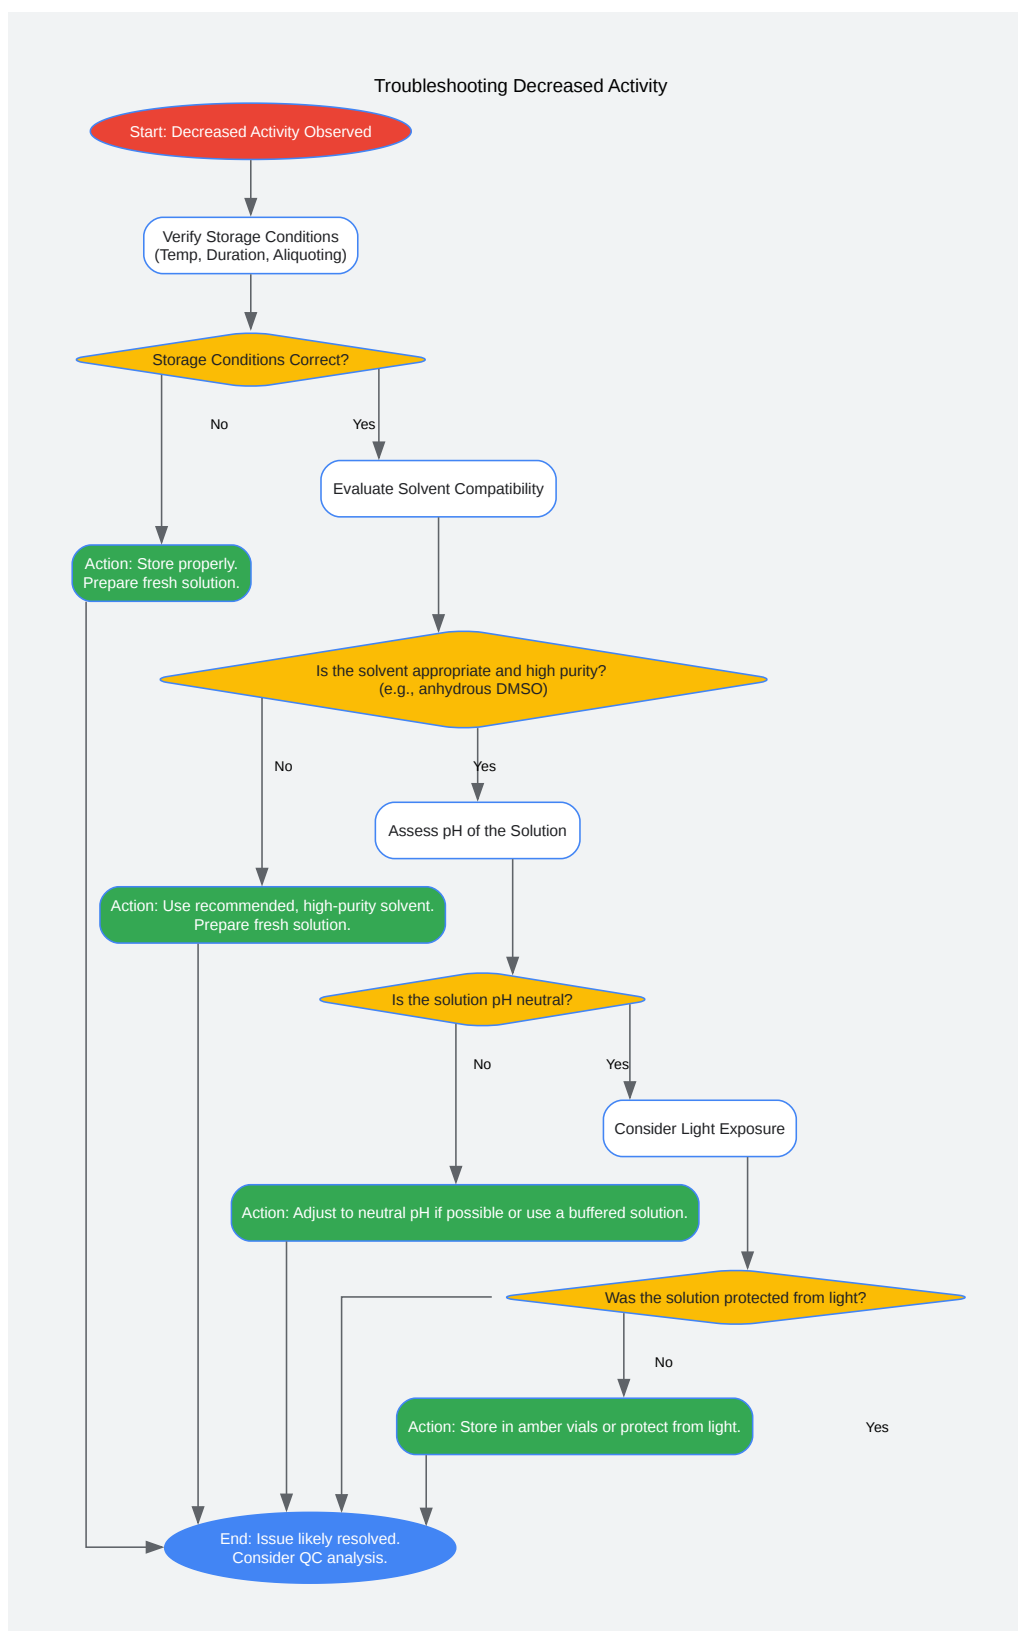 Troubleshooting Decreased Activity
Start: Decreased Activity Observed
Verify Storage Conditions
(Temp, Duration, Aliquoting)
Storage Conditions Correct?
No
Yes
Evaluate Solvent Compatibility
Action: Store properly.
Prepare fresh solution.
Is the solvent appropriate and high purity?
(e.g., anhydrous DMSO)
No
Yes
Assess pH of the Solution
Action: Use recommended, high-purity solvent.
Prepare fresh solution.
Is the solution pH neutral?
No
Yes
Consider Light Exposure
Action: Adjust to neutral pH if possible or use a buffered solution.
Was the solution protected from light?
No
Action: Store in amber vials or protect from light.
Yes
End: Issue likely resolved.
Consider QC analysis.